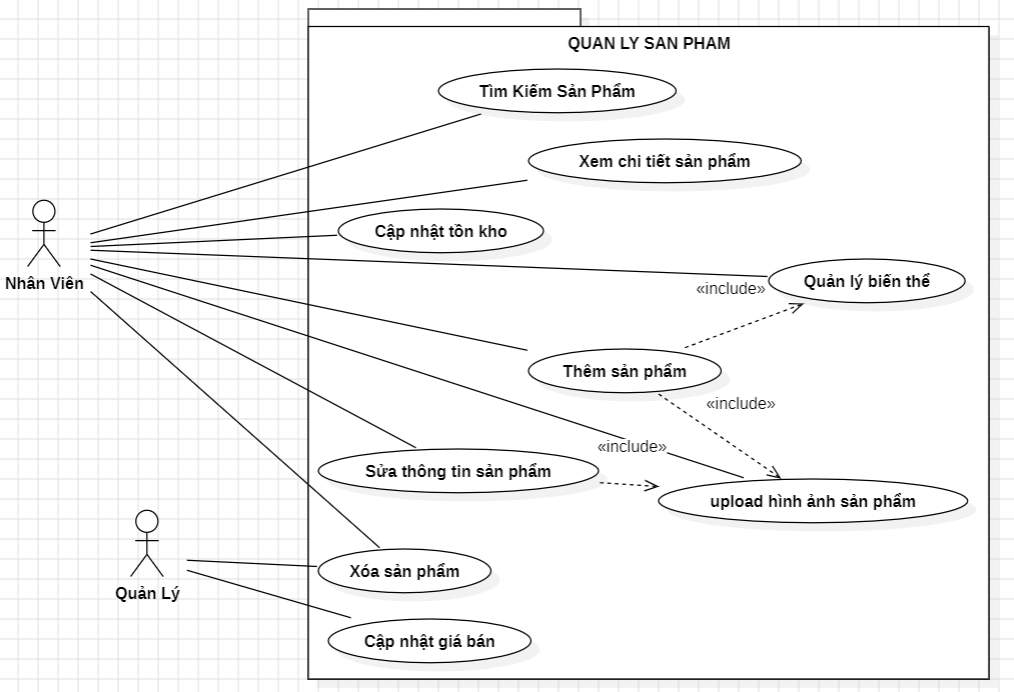 QUAN LY SAN PHAM
Tìm Kiếm Sản Phẩm
Xem chi tiết sản phẩm
Cập nhật tồn kho
Nhân Viên
Quản lý biến thể
«include»
Thêm sản phẩm
«include»
«include»
Sửa thông tin sản phẩm
upload hình ảnh sản phẩm
Xóa sản phẩm
Quản Lý
Cập nhật giá bán